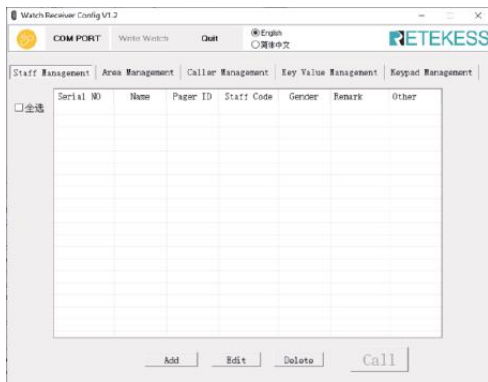 Watch Receiver Config V1.2
COM PORT Write Watch Quit English
简体中文
RETEKESS
Staff Management Area Management Caller Management Key Value Management Keypad Management
全选 Serial NO Name Pager ID Staff Code Gender Remark Other
Add Edit Delete Call